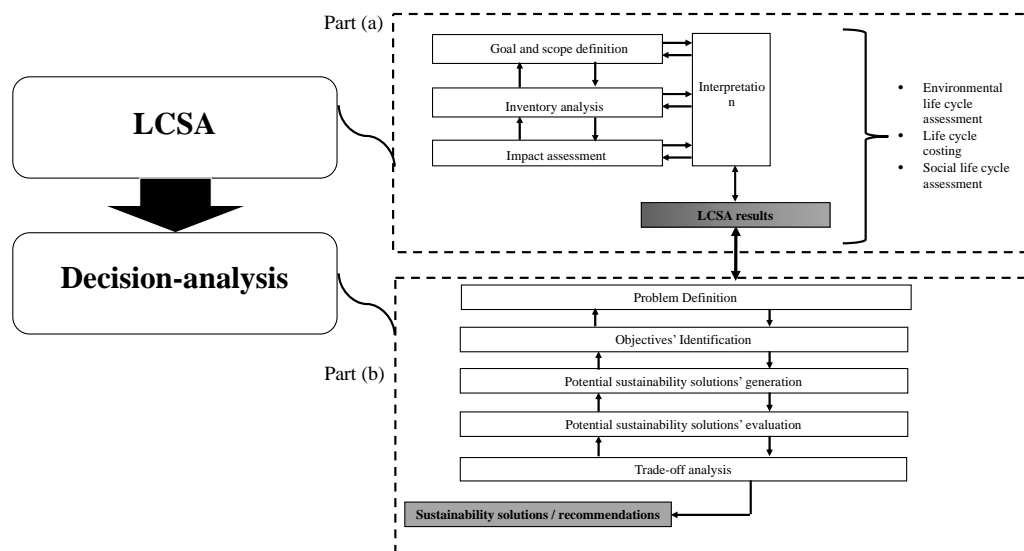 Part (a)
LCSA
Decision-analysis
Goal and scope definition
Inventory analysis
Impact assessment
Interpretatio
n
LCSA results
• Environmental
life cycle
assessment
• Life cycle
costing
• Social life cycle
assessment
Part (b)
Problem Definition
Objectives’ Identification
Potential sustainability solutions’ generation
Potential sustainability solutions’ evaluation
Trade-off analysis
Sustainability solutions / recommendations